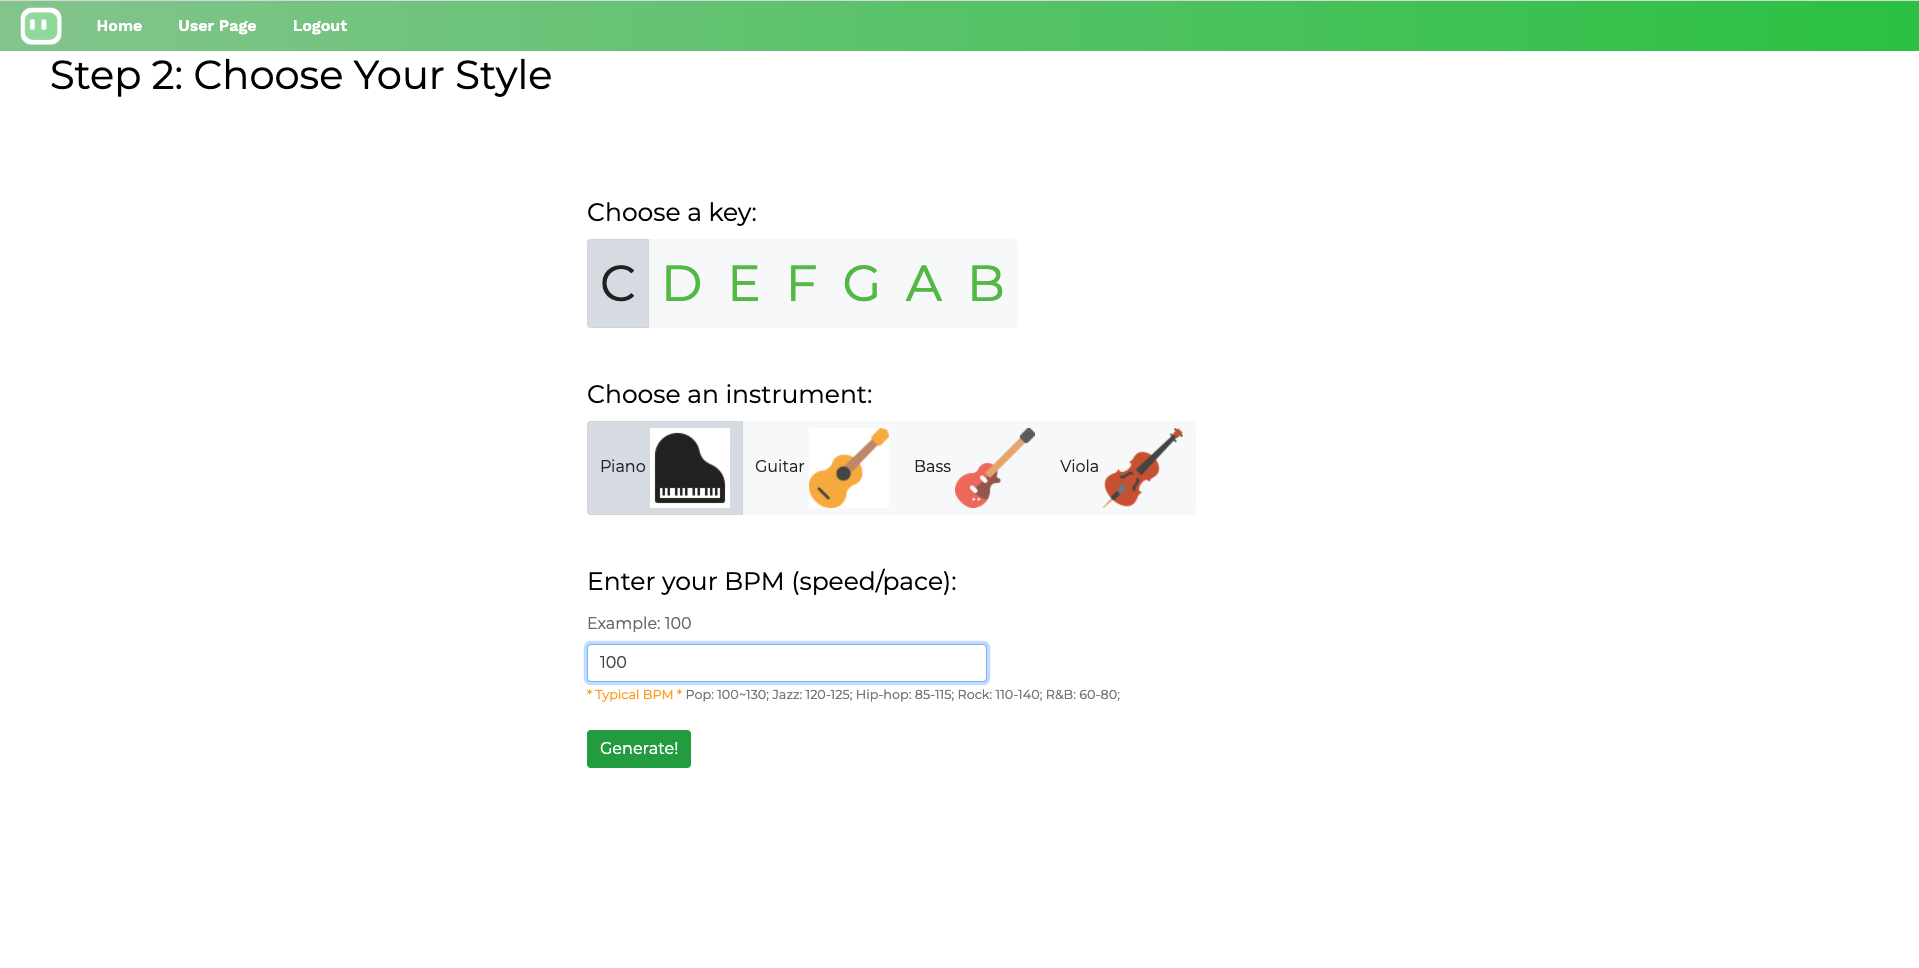 Home User Page Logout
Step 2: Choose Your Style
Choose a key:
C D E F G A B
Choose an instrument:
Piano Guitar Bass Viola
Enter your BPM (speed/pace):
Example: 100
100
* Typical BPM * Pop: 100~130; Jazz: 120-125; Hip-hop: 85-115; Rock: 110-140; R&B: 60-80;
Generate!